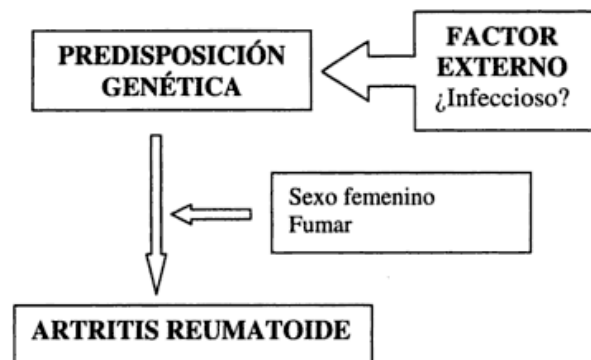 PREDISPOSICIÓN
GENÉTICA
FACTOR
EXTERNO
¿Infeccioso?
Sexo femenino
Fumar
ARTRITIS REUMATOIDE